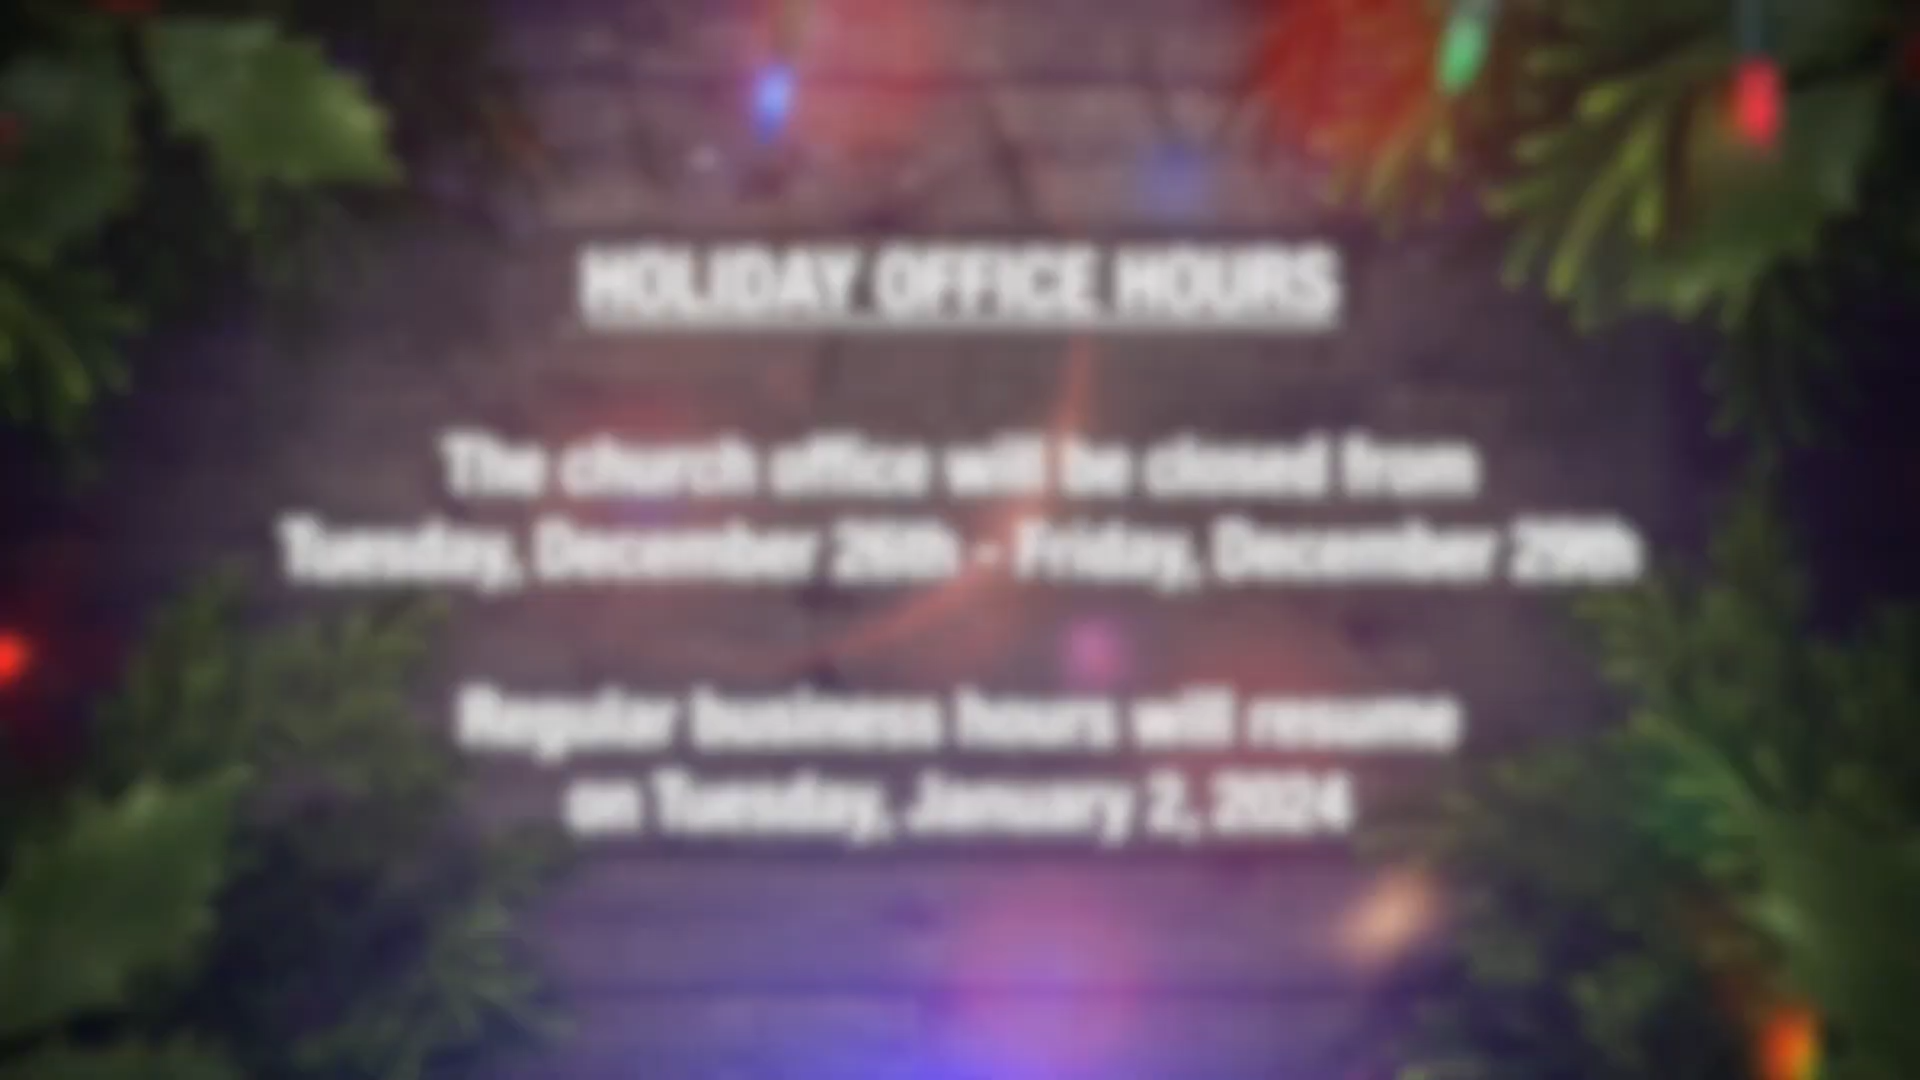 HOLIDAY OFFICE HOURS
The church office will be closed from
Tuesday, December 26th - Friday, December 29th
Regular business hours will resume
on Tuesday, January 2, 2024